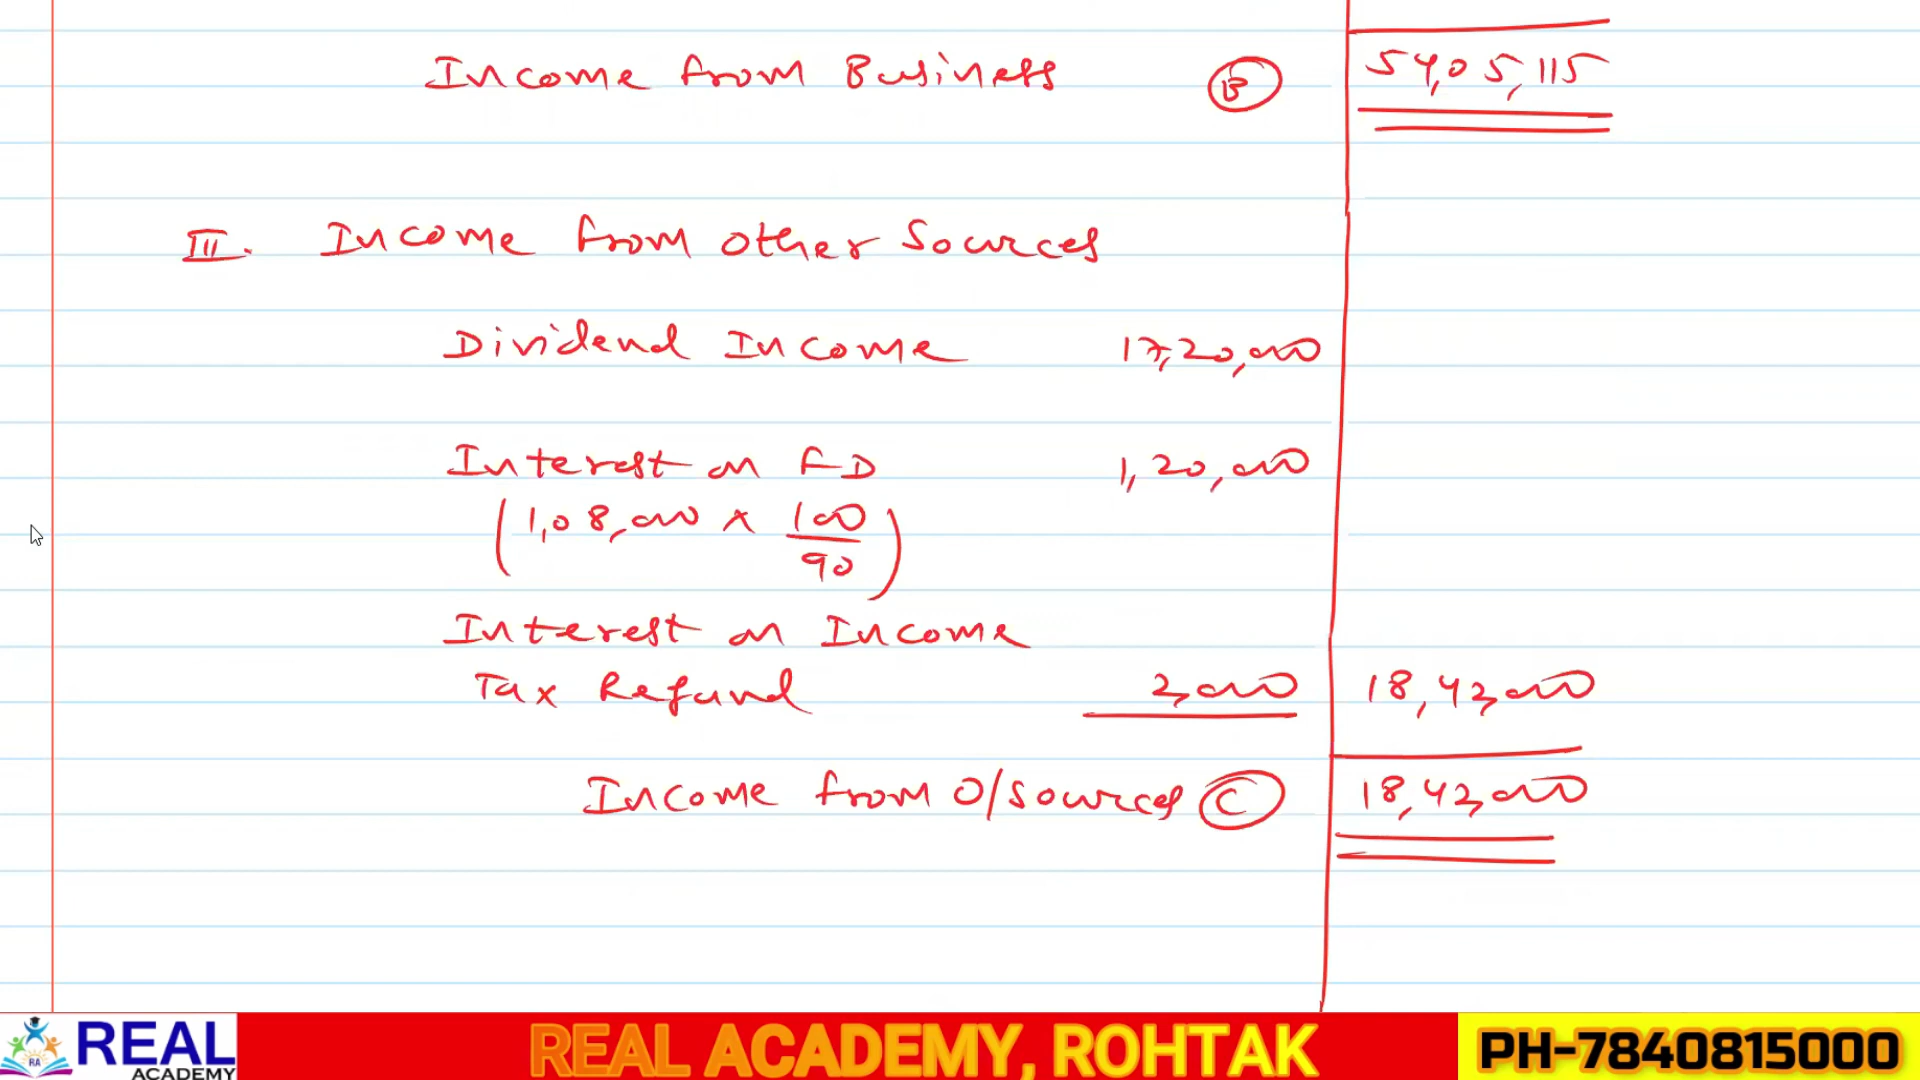 Income from Business (B) 54,05,115
III. Income from Other Sources
Dividend Income 17,20,000
Interest on FD 1,20,000
(1,08,000 × 100/90)
Interest on Income
Tax Refund 2,000 18,42,000
Income from O/Sources (C) 18,42,000
RA REAL ACADEMY
REAL ACADEMY, ROHTAK
PH-7840815000